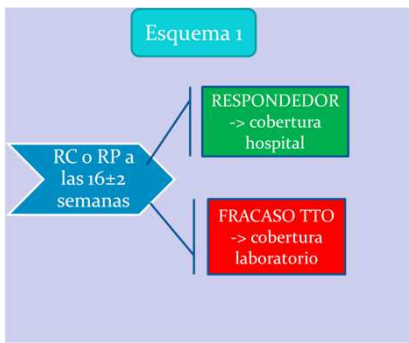 Esquema 1
RESPONDEDOR
-> cobertura
hospital
RC o RP a
las 16±2
semanas
FRACASO TTO
-> cobertura
laboratorio